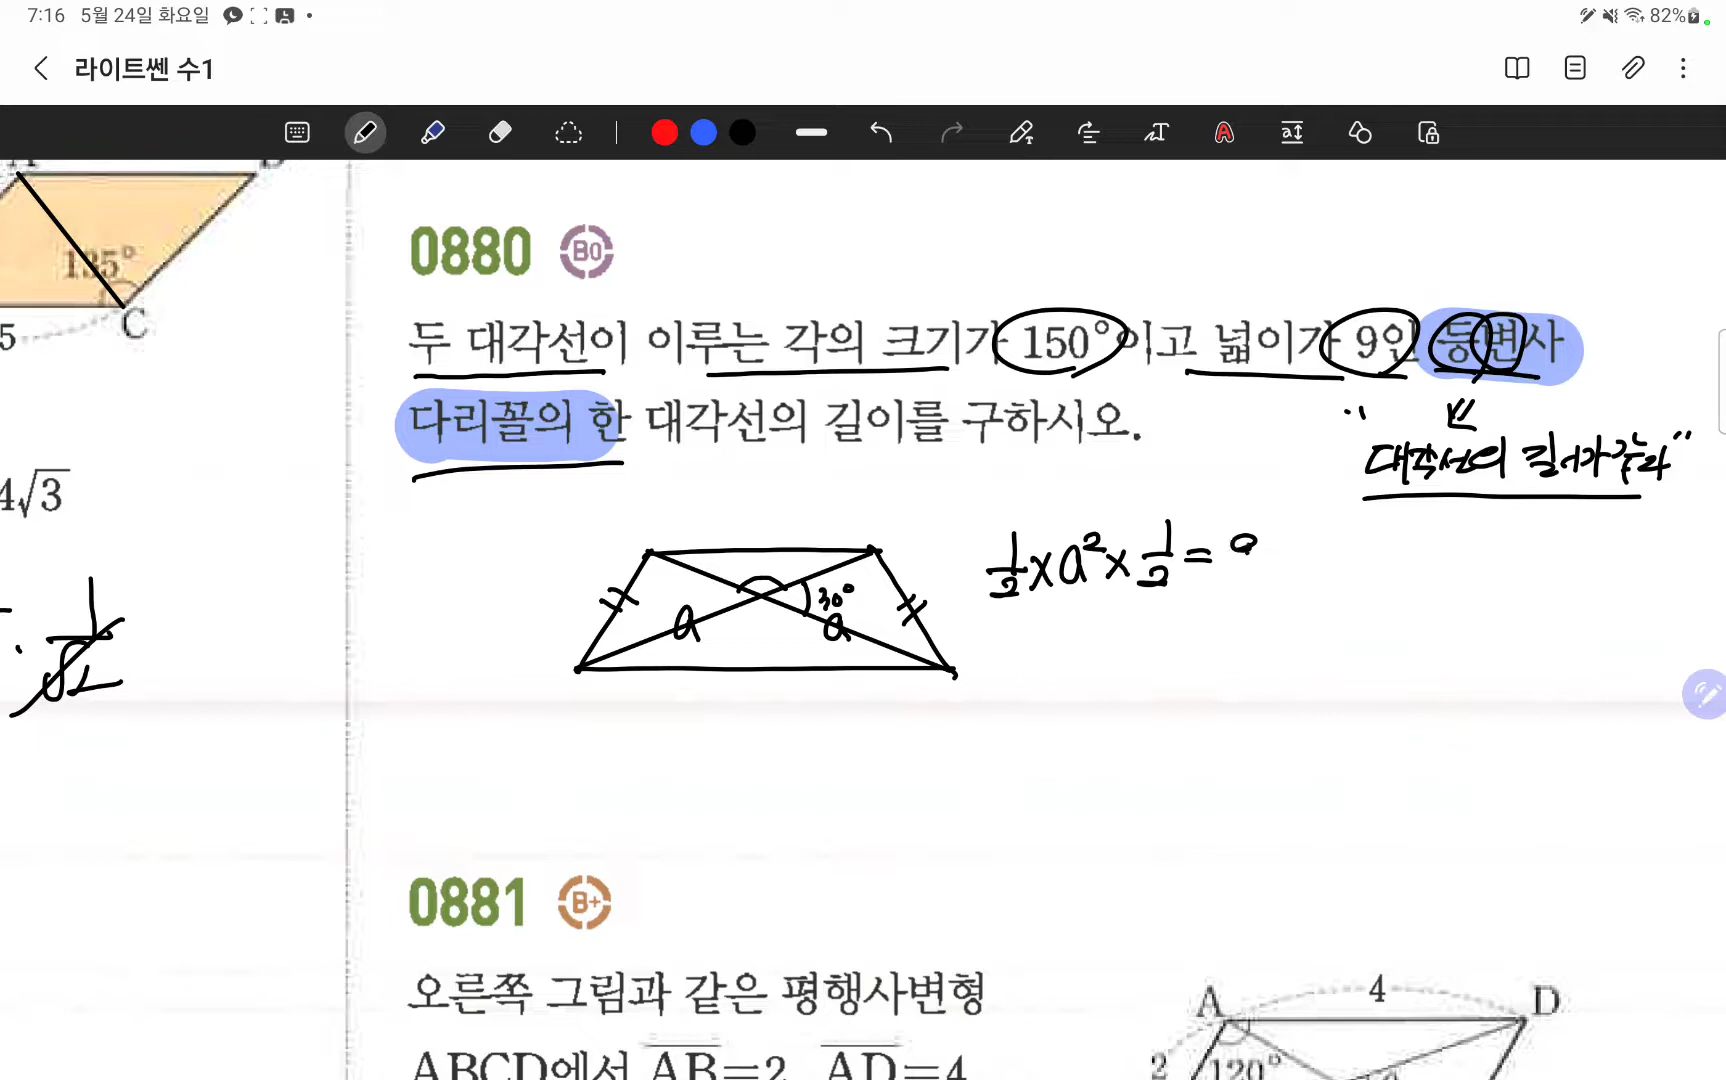 7:16 5월 24일 화요일
82%
라이트쎈 수1
135°
C
5
4√3
0880 B0
두 대각선이 이루는 각의 크기가 150°이고 넓이가 9인 등변사
다리꼴의 한 대각선의 길이를 구하시오.
"대각선의 길이가 같다"
1/2 × a² × 1/2 = 9
30°
a a
1/√2
0881 B+
오른쪽 그림과 같은 평행사변형
ABCD에서 AB=2, AD=4
A 4 D
2 120°